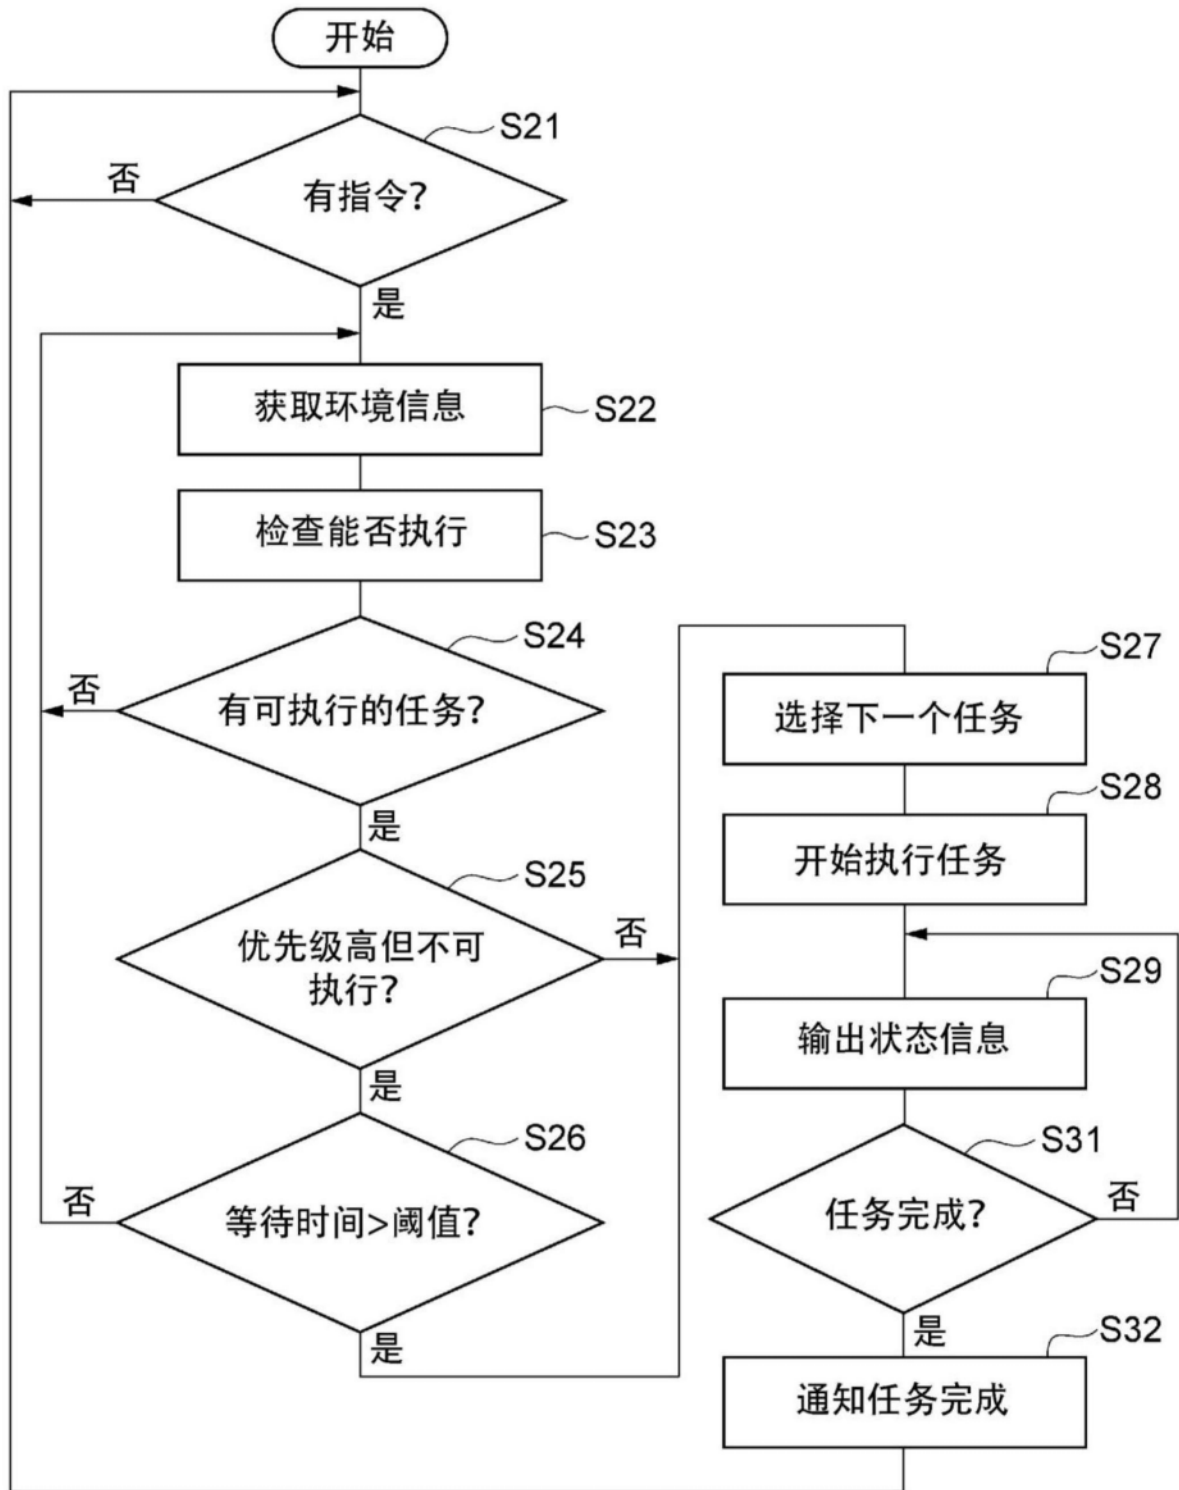 开始
S21
否
有指令?
是
获取环境信息
S22
检查能否执行
S23
S24
否
有可执行的任务?
是
S25
优先级高但不可
执行?
否
是
S26
否
等待时间>阈值?
是
S27
选择下一个任务
S28
开始执行任务
S29
输出状态信息
S31
任务完成?
否
是
S32
通知任务完成